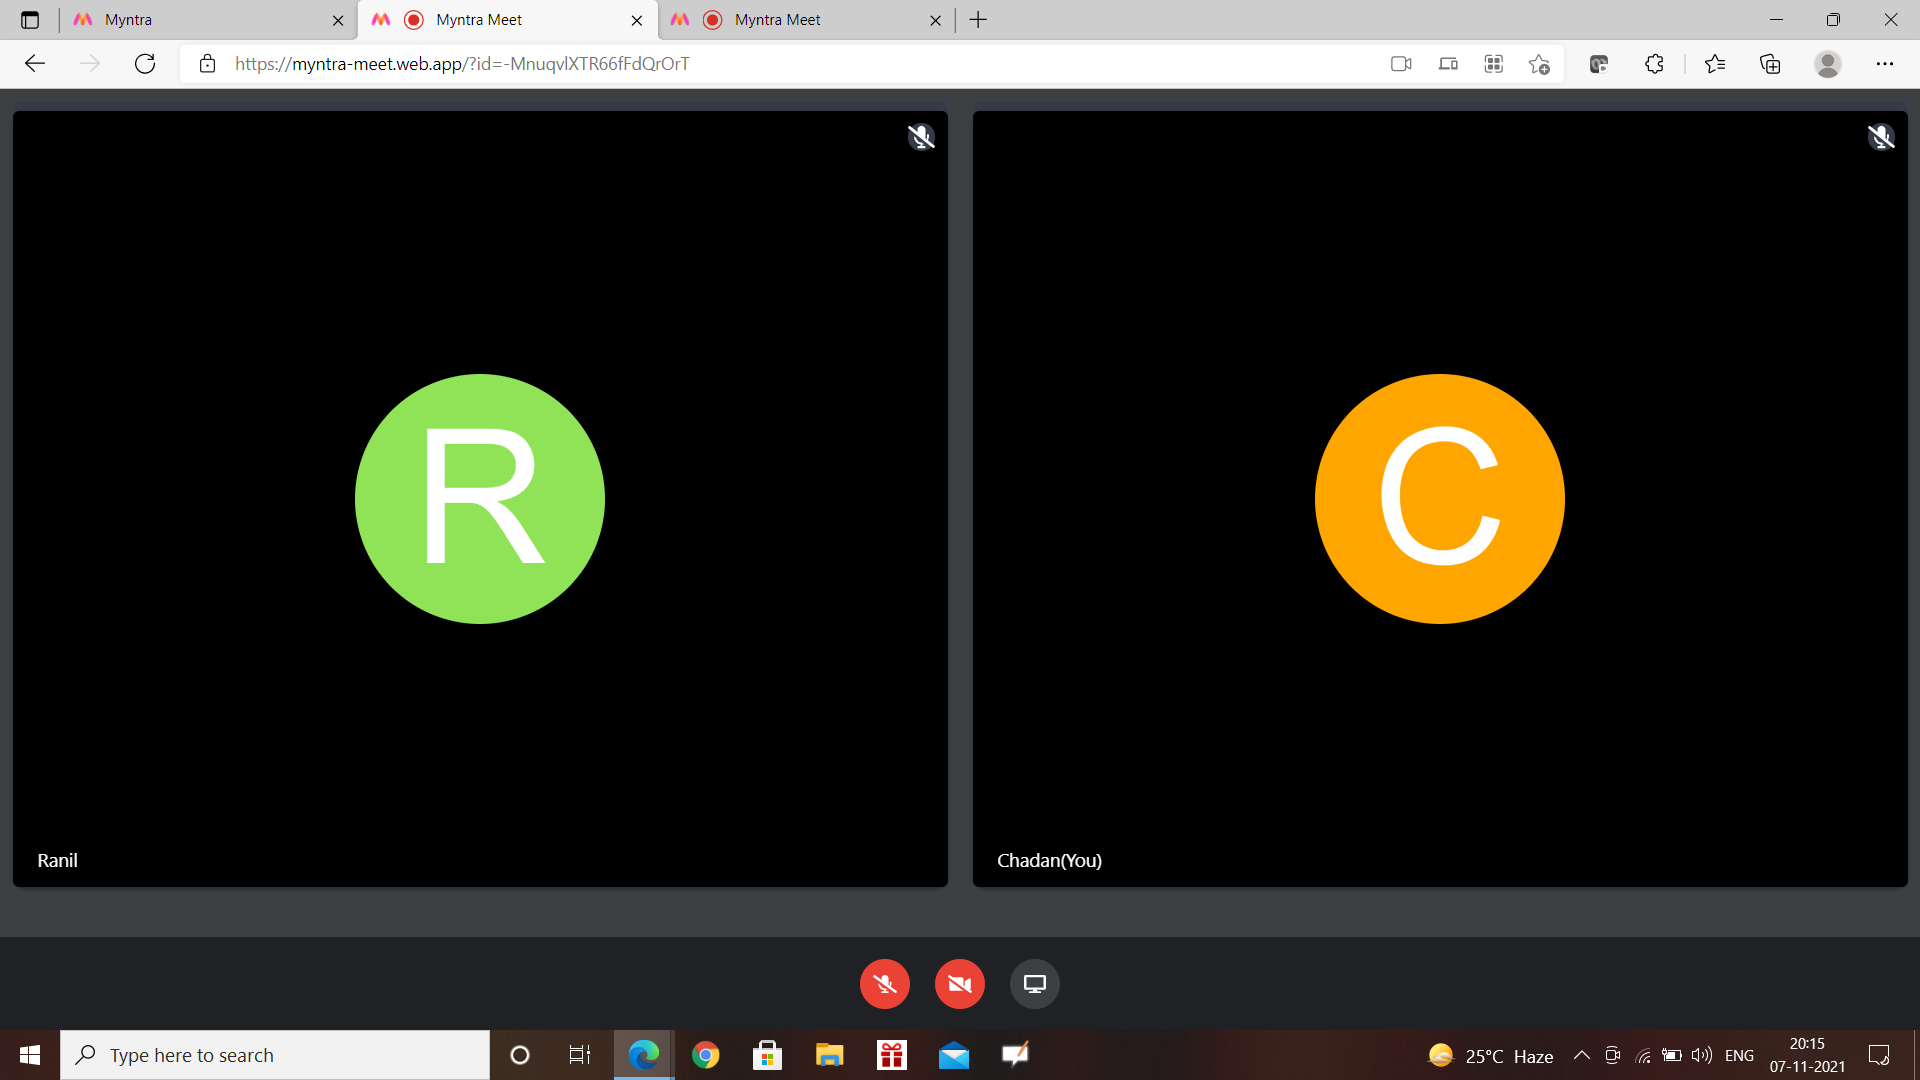 Myntra
Myntra Meet
Myntra Meet
https://myntra-meet.web.app/?id=-MnuqvlXTR66fFdQrOrT
R
C
Ranil
Chadan(You)
Type here to search
25°C Haze
ENG
20:15
07-11-2021